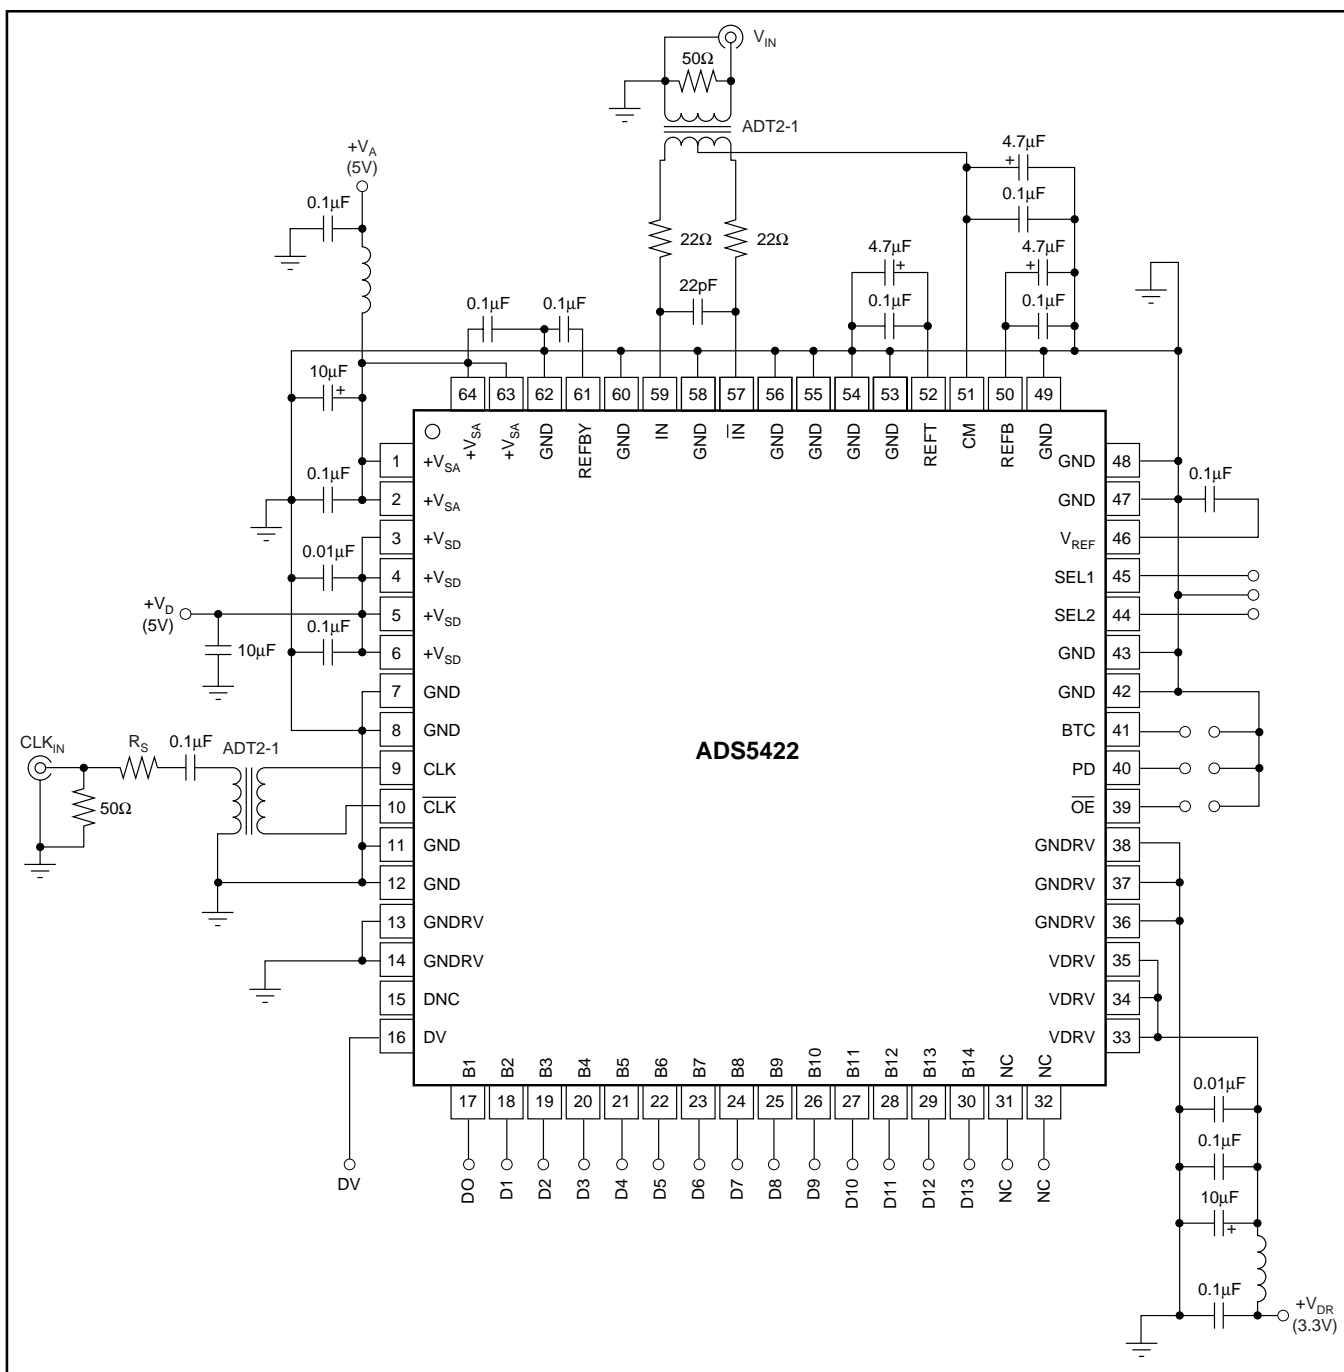 V_IN
50Ω
ADT2-1
4.7µF
+V_A
(5V)
0.1µF
0.1µF
22Ω
22Ω
4.7µF
4.7µF
22pF
0.1µF
0.1µF
0.1µF
0.1µF
10µF
64 63 62 61 60 59 58 57 56 55 54 53 52 51 50 49
+V_SA +V_SA GND REFBY GND IN GND I̅N̅ GND GND GND GND REFT CM REFB GND
1 +V_SA
GND 48
0.1µF
0.1µF
2 +V_SA
GND 47
3 +V_SD
V_REF 46
0.01µF
4 +V_SD
SEL1 45
+V_D
(5V)
5 +V_SD
SEL2 44
0.1µF
10µF
6 +V_SD
GND 43
7 GND
GND 42
8 GND
BTC 41
ADS5422
CLK_IN
R_S
0.1µF
ADT2-1
9 CLK
PD 40
50Ω
10 C̅L̅K̅
O̅E̅ 39
11 GND
GNDRV 38
12 GND
GNDRV 37
13 GNDRV
GNDRV 36
14 GNDRV
VDRV 35
15 DNC
VDRV 34
16 DV
VDRV 33
B1 B2 B3 B4 B5 B6 B7 B8 B9 B10 B11 B12 B13 B14 NC NC
17 18 19 20 21 22 23 24 25 26 27 28 29 30 31 32
0.01µF
0.1µF
DV
DO D1 D2 D3 D4 D5 D6 D7 D8 D9 D10 D11 D12 D13 NC NC
10µF
0.1µF
+V_DR
(3.3V)